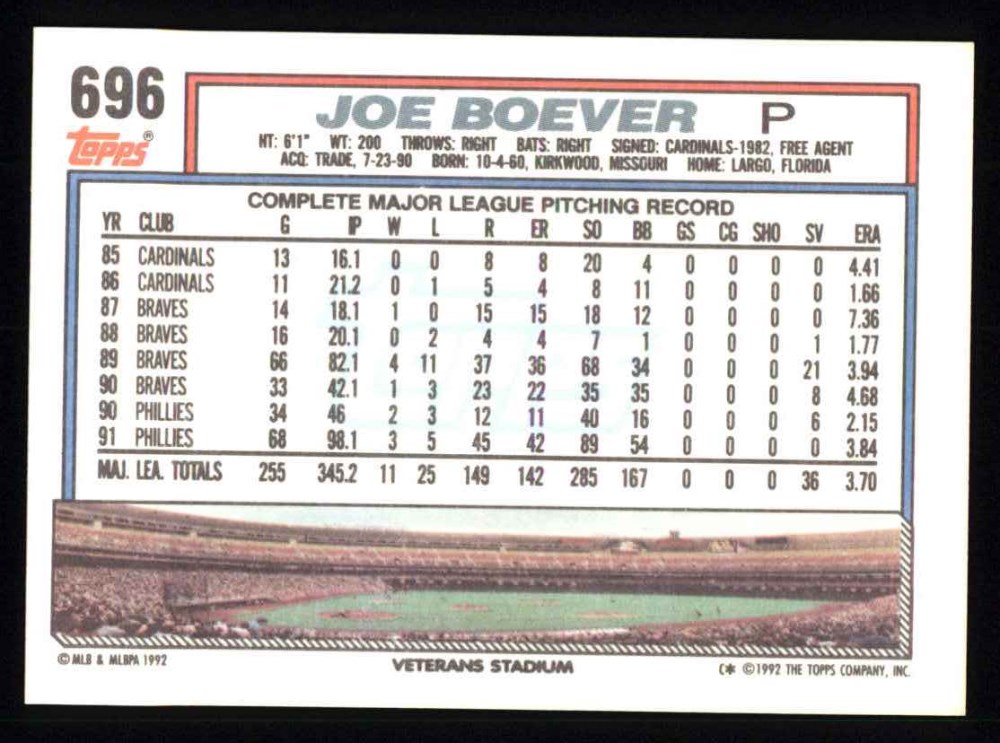 696
topps®
JOE BOEVER P
HT: 6'1" WT: 200 THROWS: RIGHT BATS: RIGHT SIGNED: CARDINALS-1982, FREE AGENT
ACQ: TRADE, 7-23-90 BORN: 10-4-60, KIRKWOOD, MISSOURI HOME: LARGO, FLORIDA
COMPLETE MAJOR LEAGUE PITCHING RECORD
YR CLUB G IP W L R ER SO BB GS CG SHO SV ERA
85 CARDINALS 13 16.1 0 0 8 8 20 4 0 0 0 0 4.41
86 CARDINALS 11 21.2 0 1 5 4 8 11 0 0 0 0 1.66
87 BRAVES 14 18.1 1 0 15 15 18 12 0 0 0 0 7.36
88 BRAVES 16 20.1 0 2 4 4 7 1 0 0 0 1 1.77
89 BRAVES 66 82.1 4 11 37 36 68 34 0 0 0 21 3.94
90 BRAVES 33 42.1 1 3 23 22 35 35 0 0 0 8 4.68
90 PHILLIES 34 46 2 3 12 11 40 16 0 0 0 6 2.15
91 PHILLIES 68 98.1 3 5 45 42 89 54 0 0 0 0 3.84
MAJ. LEA. TOTALS 255 345.2 11 25 149 142 285 167 0 0 0 36 3.70
© MLB & MLBPA 1992
VETERANS STADIUM
C* ©1992 THE TOPPS COMPANY, INC.